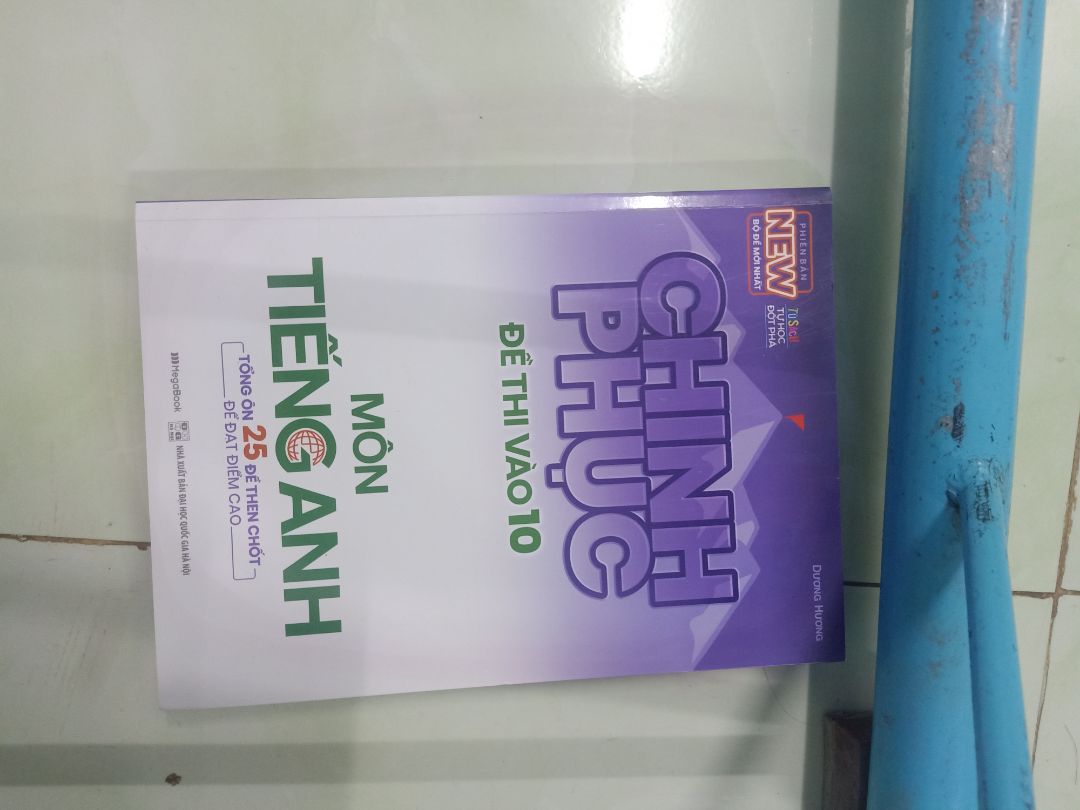 PHIÊN BẢN
NEW
BỘ ĐỀ MỚI NHẤT
TỦ SÁCH
TỰ HỌC
ĐỘT PHÁ
DƯƠNG HƯƠNG
CHINH
PHỤC
ĐỀ THI VÀO 10
MÔN
TIẾNG ANH
TỔNG ÔN 25 ĐỀ THEN CHỐT
ĐỂ ĐẠT ĐIỂM CAO
MegaBook
NHÀ XUẤT BẢN ĐẠI HỌC QUỐC GIA HÀ NỘI